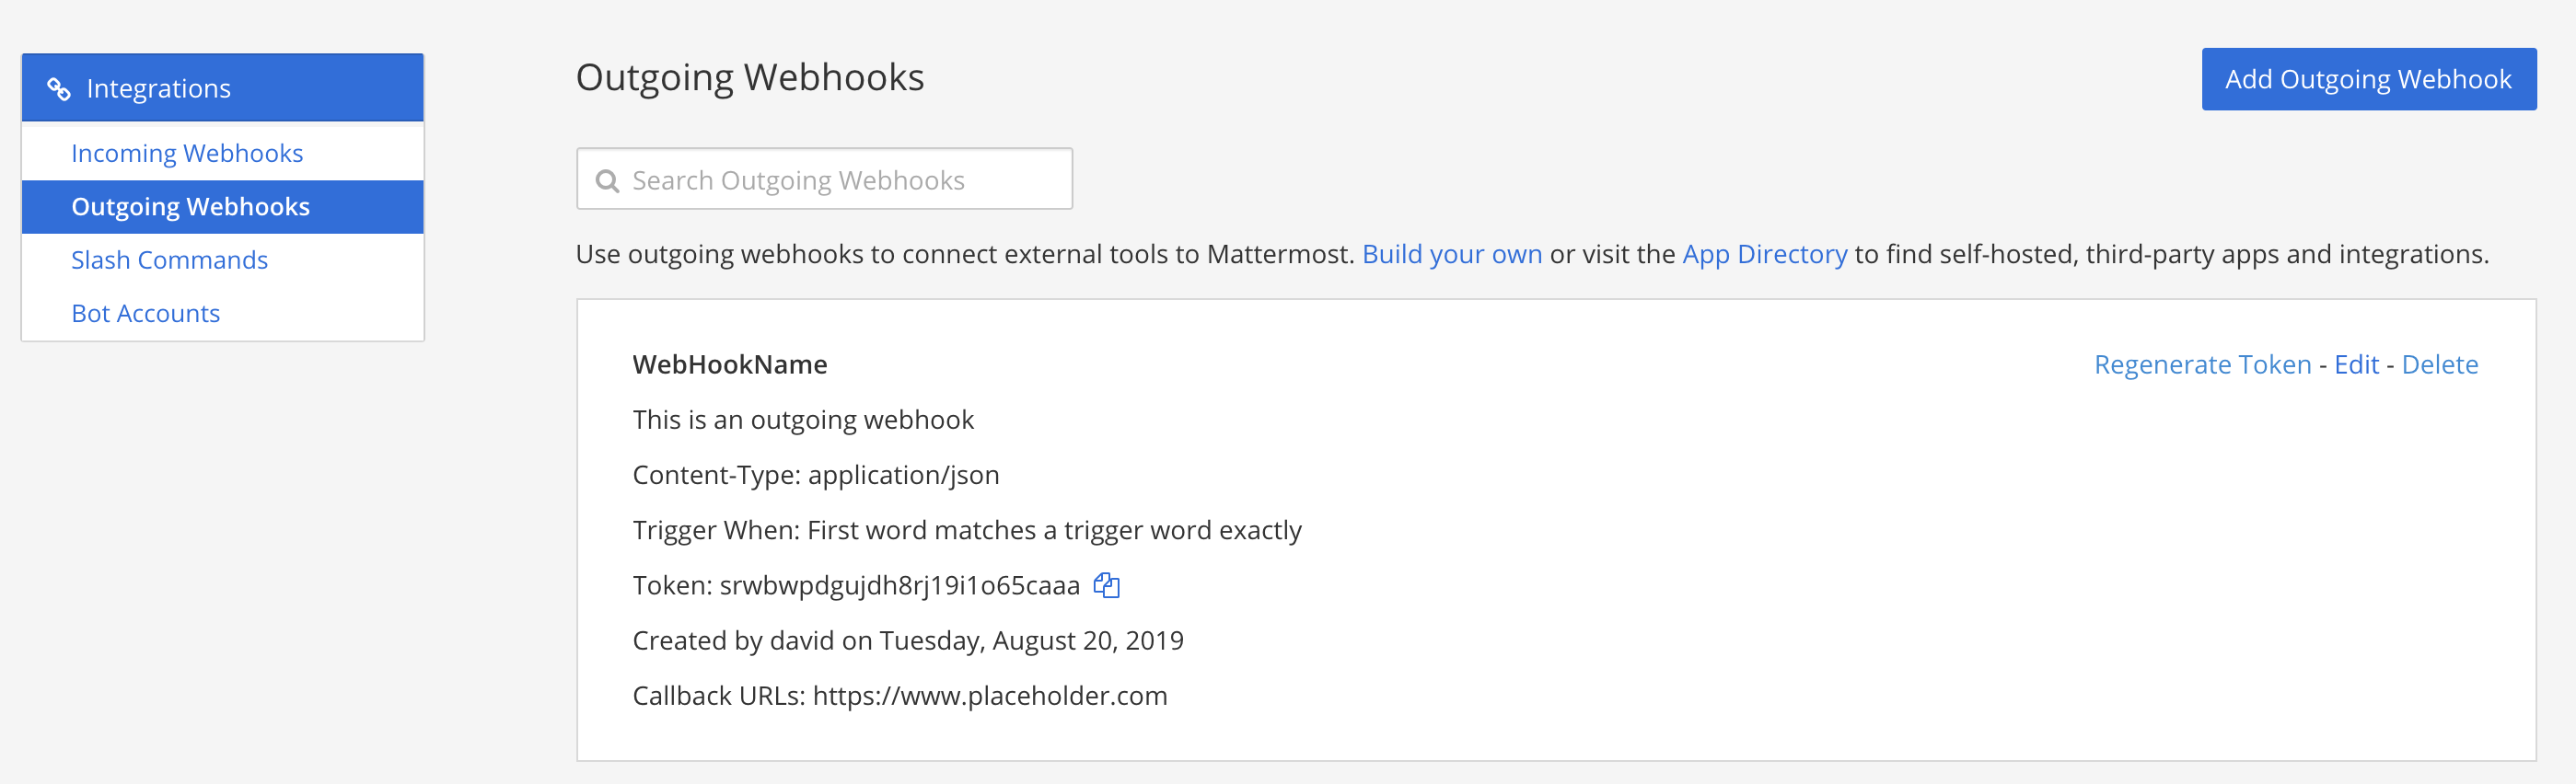 Integrations
Incoming Webhooks
Outgoing Webhooks
Slash Commands
Bot Accounts
Outgoing Webhooks
Add Outgoing Webhook
Search Outgoing Webhooks
Use outgoing webhooks to connect external tools to Mattermost. Build your own or visit the App Directory to find self-hosted, third-party apps and integrations.
WebHookName
Regenerate Token - Edit - Delete
This is an outgoing webhook
Content-Type: application/json
Trigger When: First word matches a trigger word exactly
Token: srwbwpdgujdh8rj19i1o65caaa
Created by david on Tuesday, August 20, 2019
Callback URLs: https://www.placeholder.com